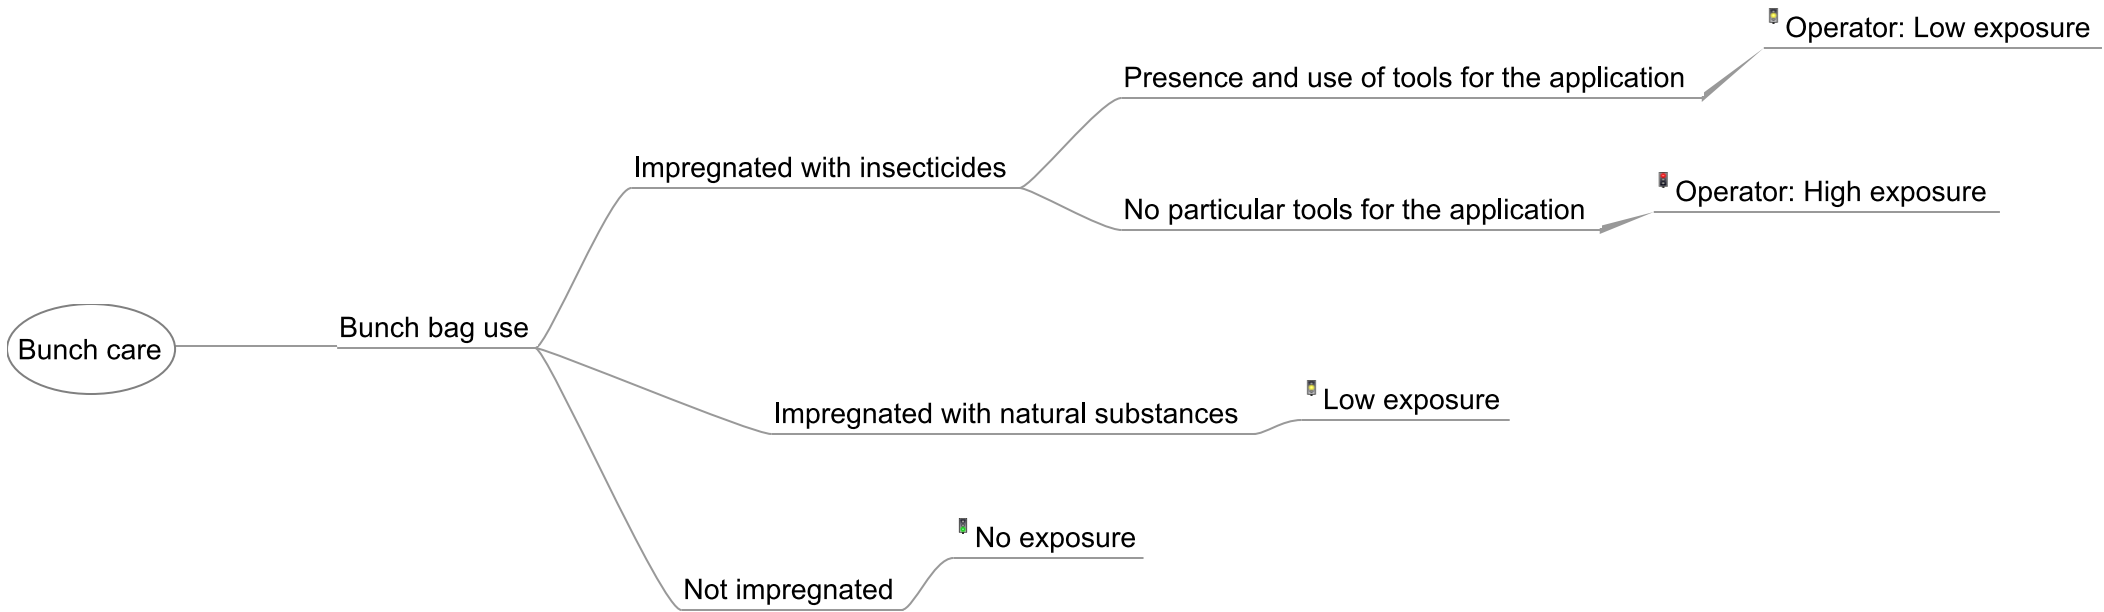 Operator: Low exposure
Presence and use of tools for the application
Impregnated with insecticides
Operator: High exposure
No particular tools for the application
Bunch care
Bunch bag use
Low exposure
Impregnated with natural substances
No exposure
Not impregnated